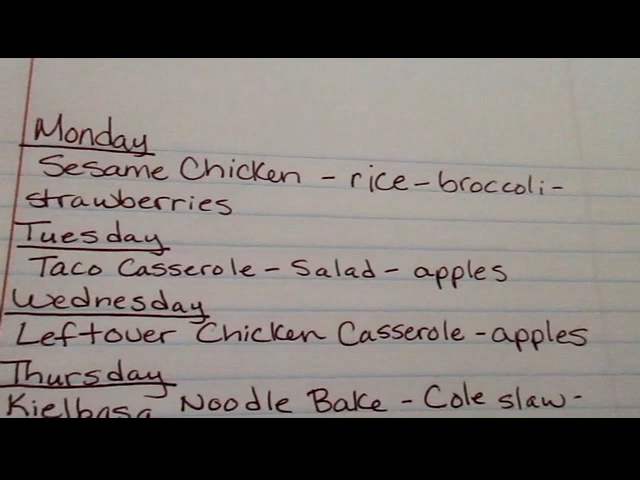 Monday
Sesame Chicken - rice - broccoli -
strawberries
Tuesday
Taco Casserole - Salad - apples
Wednesday
Leftover Chicken Casserole - apples
Thursday
Kielbasa Noodle Bake - Cole slaw -